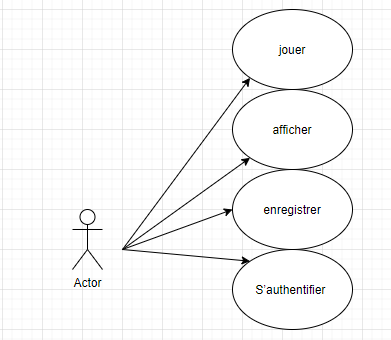 jouer
afficher
enregistrer
S'authentifier
Actor